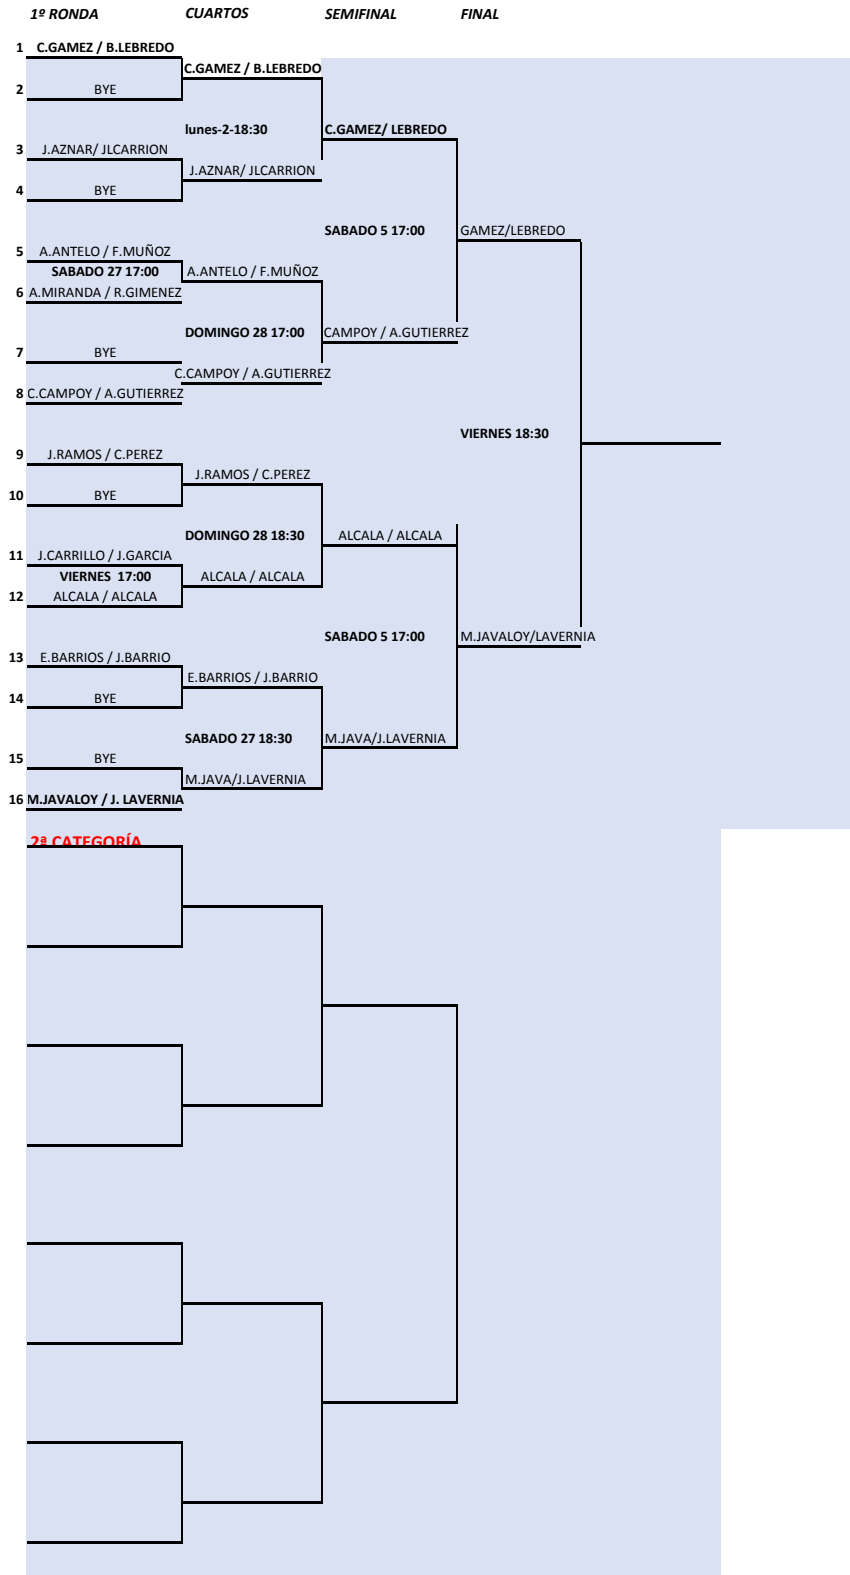 1º RONDA CUARTOS SEMIFINAL FINAL
1 C.GAMEZ / B.LEBREDO
C.GAMEZ / B.LEBREDO
2 BYE
lunes-2-18:30 C.GAMEZ/ LEBREDO
3 J.AZNAR/ JLCARRION
J.AZNAR/ JLCARRION
4 BYE
SABADO 5 17:00 GAMEZ/LEBREDO
5 A.ANTELO / F.MUÑOZ
SABADO 27 17:00 A.ANTELO / F.MUÑOZ
6 A.MIRANDA / R.GIMENEZ
DOMINGO 28 17:00 CAMPOY / A.GUTIERREZ
7 BYE
C.CAMPOY / A.GUTIERREZ
8 C.CAMPOY / A.GUTIERREZ
VIERNES 18:30
9 J.RAMOS / C.PEREZ
J.RAMOS / C.PEREZ
10 BYE
DOMINGO 28 18:30 ALCALA / ALCALA
11 J.CARRILLO / J.GARCIA
VIERNES 17:00 ALCALA / ALCALA
12 ALCALA / ALCALA
SABADO 5 17:00 M.JAVALOY/LAVERNIA
13 E.BARRIOS / J.BARRIO
E.BARRIOS / J.BARRIO
14 BYE
SABADO 27 18:30 M.JAVA/J.LAVERNIA
15 BYE
M.JAVA/J.LAVERNIA
16 M.JAVALOY / J. LAVERNIA
2ª CATEGORÍA